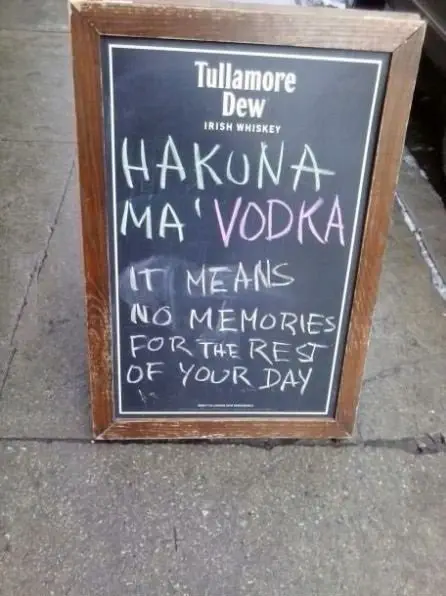 Tullamore
Dew
IRISH WHISKEY
HAKUNA
MA'VODKA
IT MEANS
NO MEMORIES
FOR THE REST
OF YOUR DAY